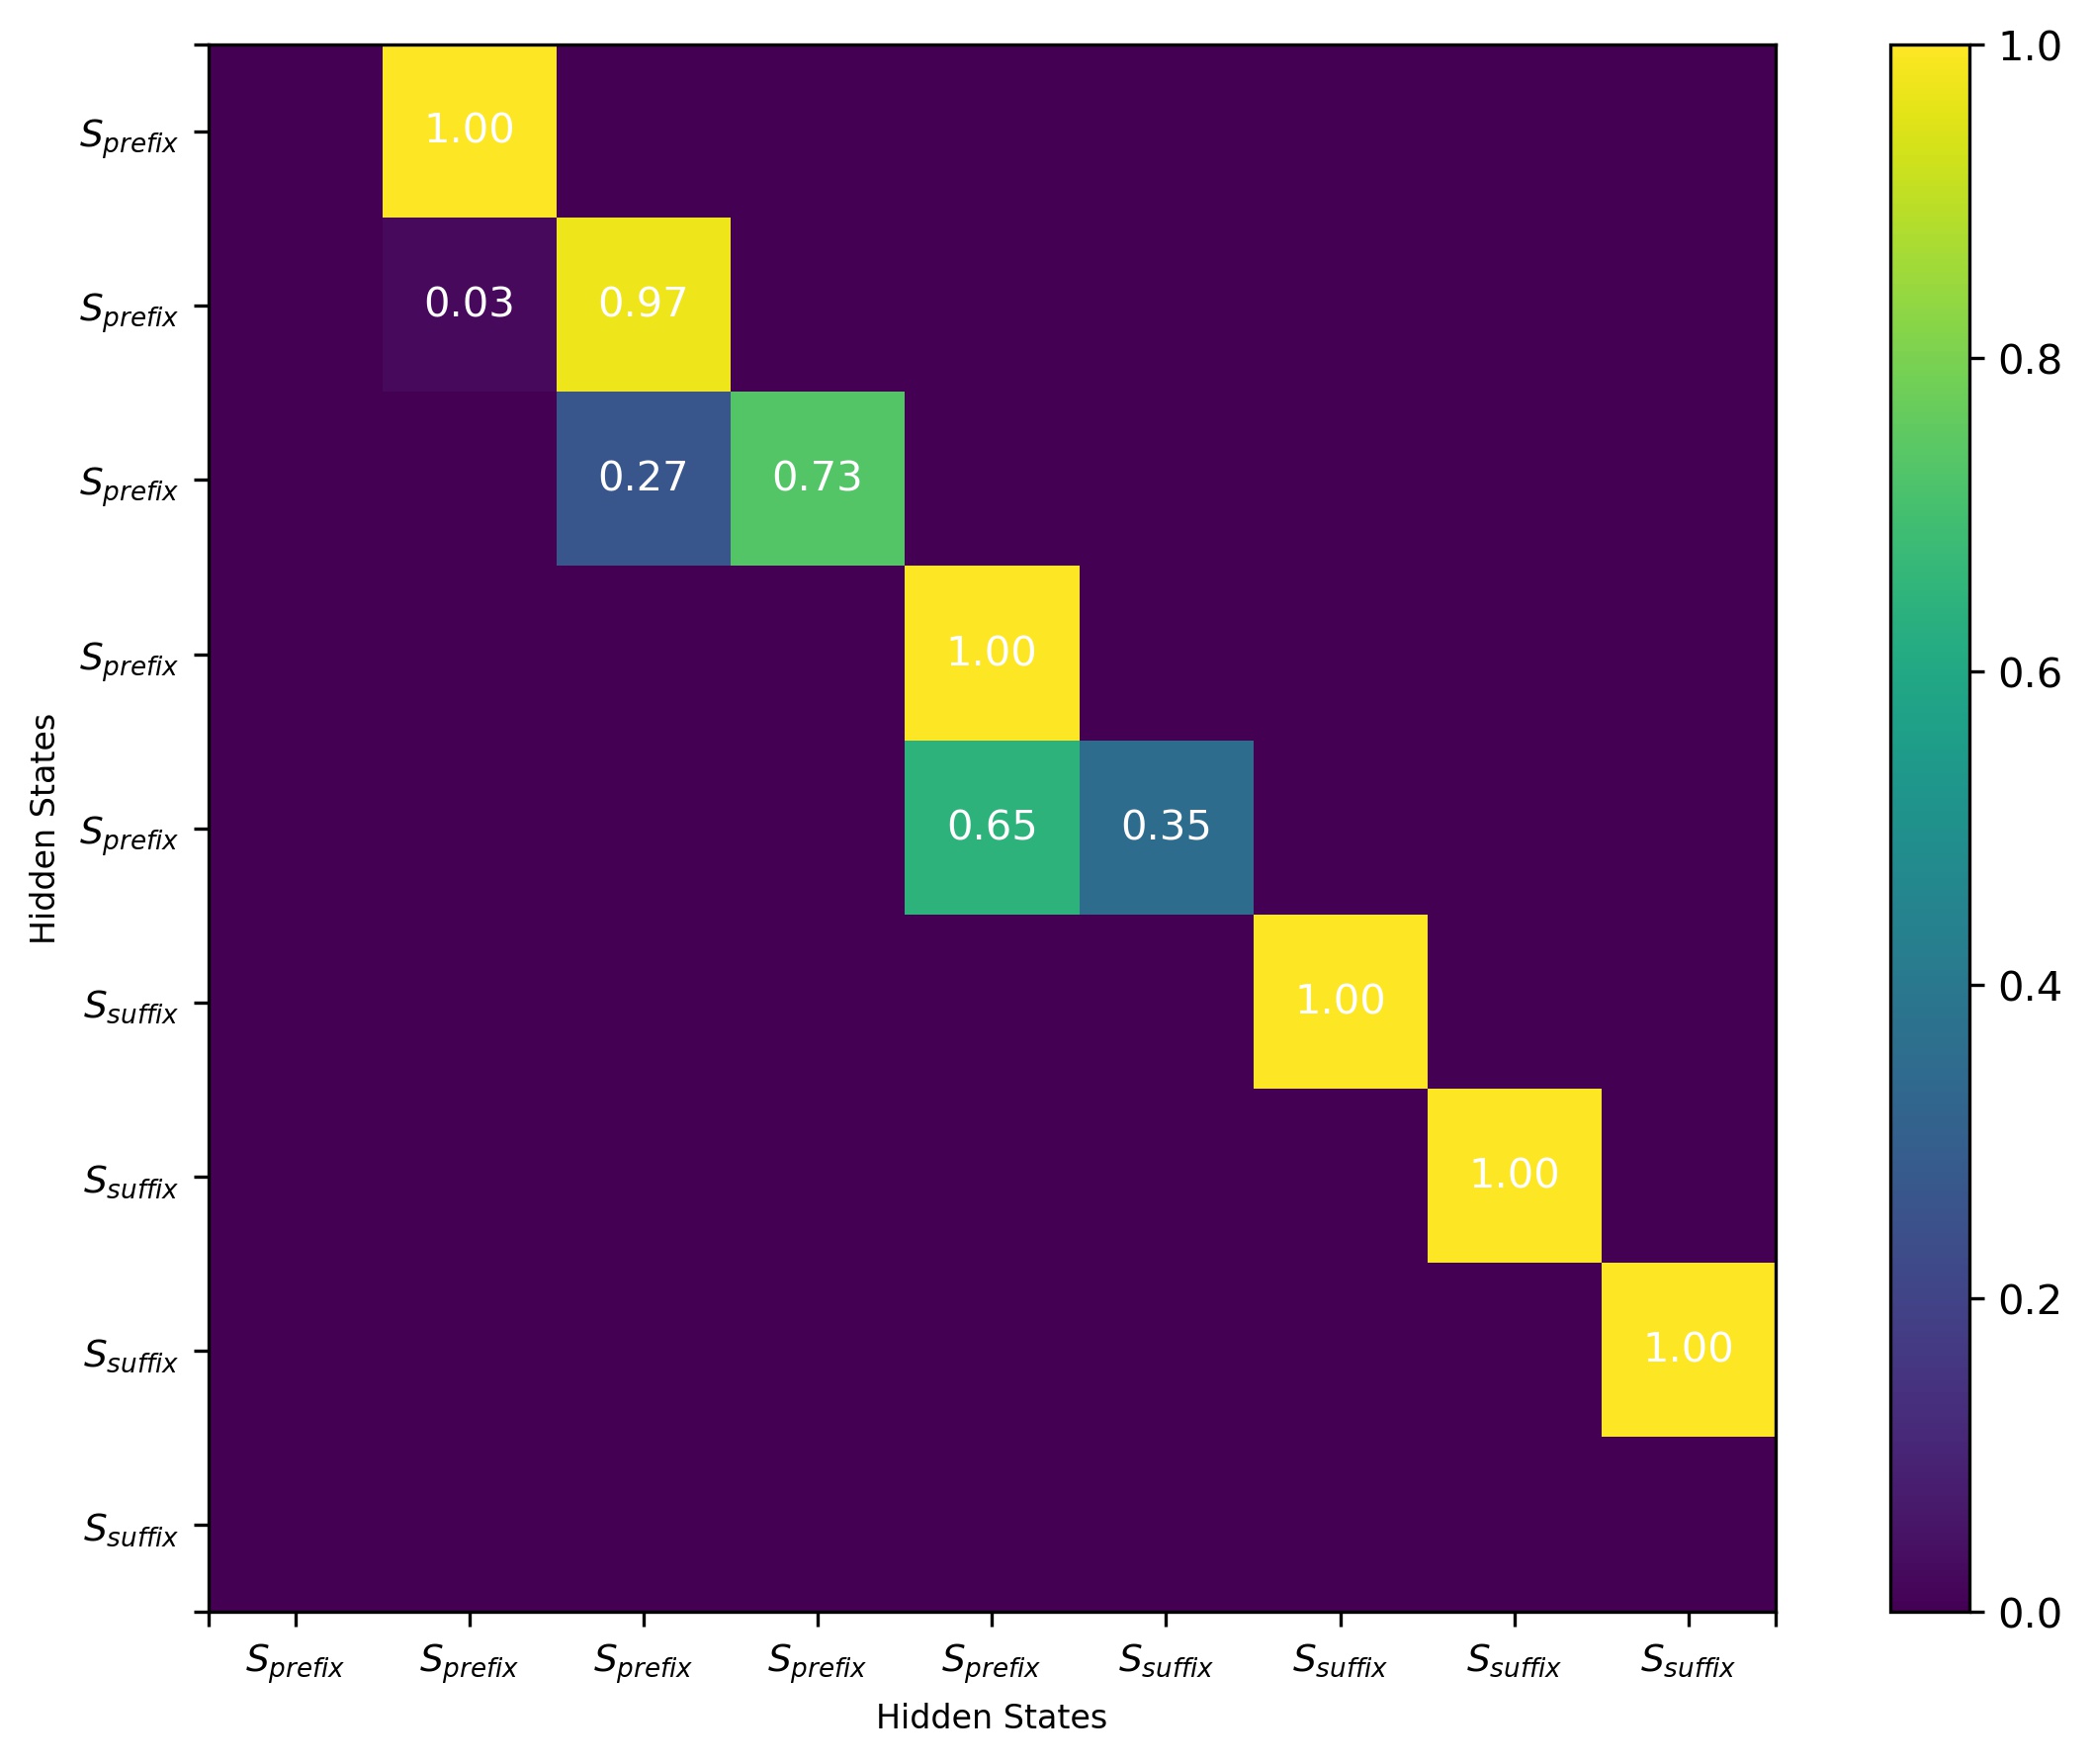 1.0
S_prefix 1.00
S_prefix 0.03 0.97
0.8
S_prefix 0.27 0.73
S_prefix 1.00
0.6
Hidden States
S_prefix 0.65 0.35
S_suffix 1.00
0.4
S_suffix 1.00
S_suffix 1.00
0.2
S_suffix
0.0
S_prefix S_prefix S_prefix S_prefix S_prefix S_suffix S_suffix S_suffix S_suffix
Hidden States